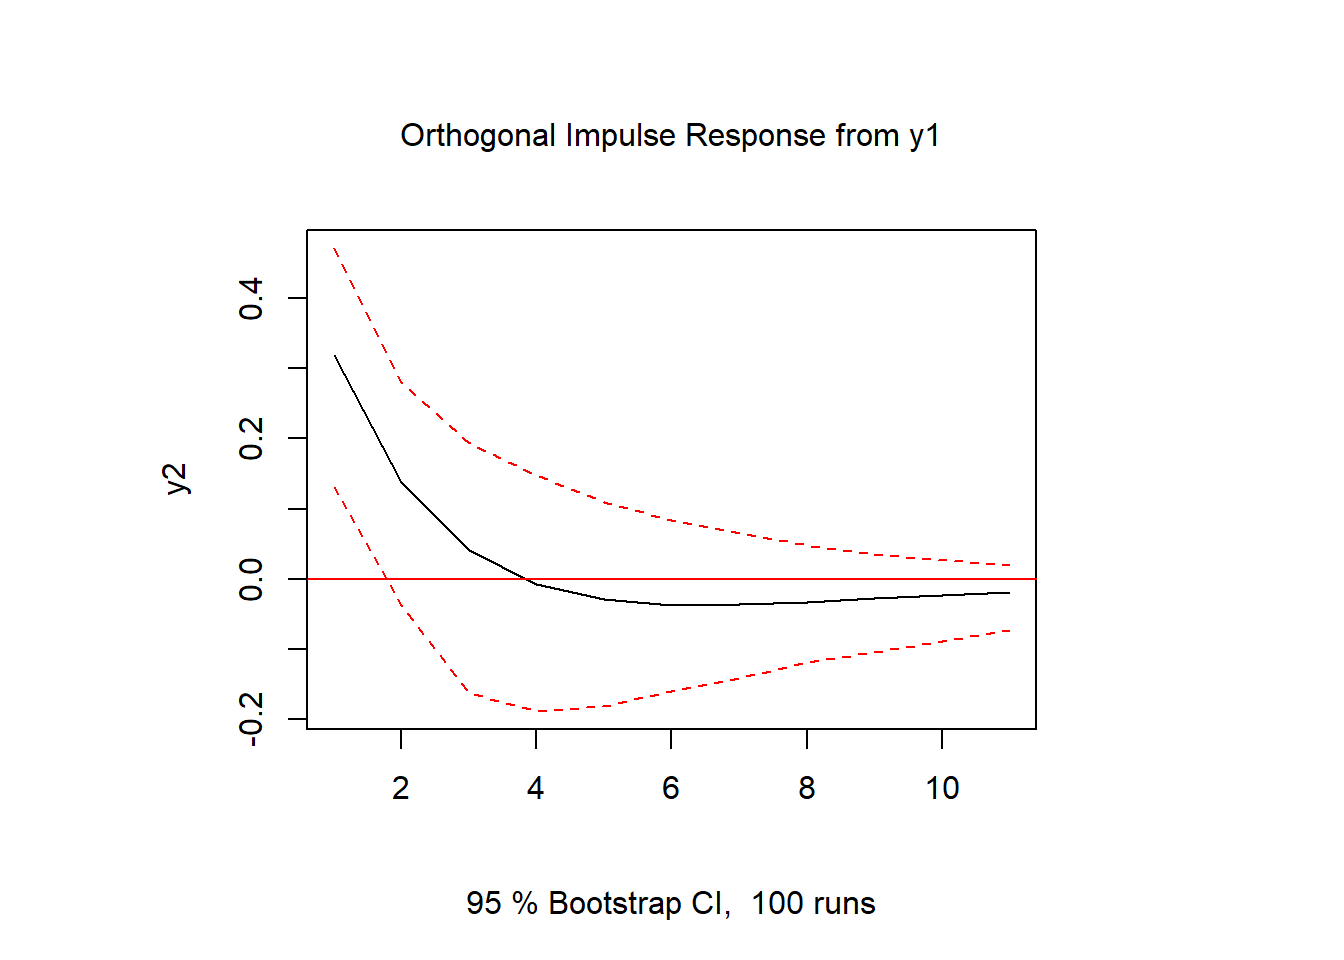 Orthogonal Impulse Response from y1
y2
0.4
0.2
0.0
-0.2
2 4 6 8 10
95 % Bootstrap CI,  100 runs